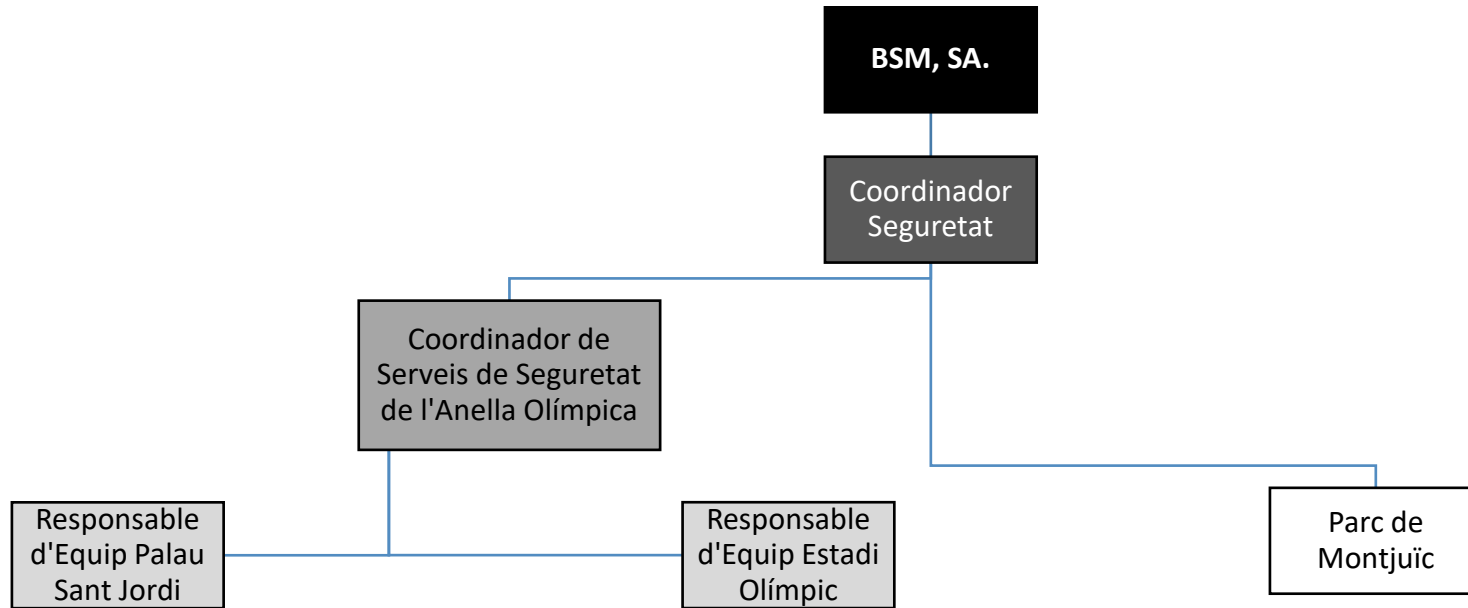 BSM, SA.
Coordinador
Seguretat
Coordinador de
Serveis de Seguretat
de l'Anella Olímpica
Responsable
d'Equip Palau
Sant Jordi
Responsable
d'Equip Estadi
Olímpic
Parc de
Montjuïc